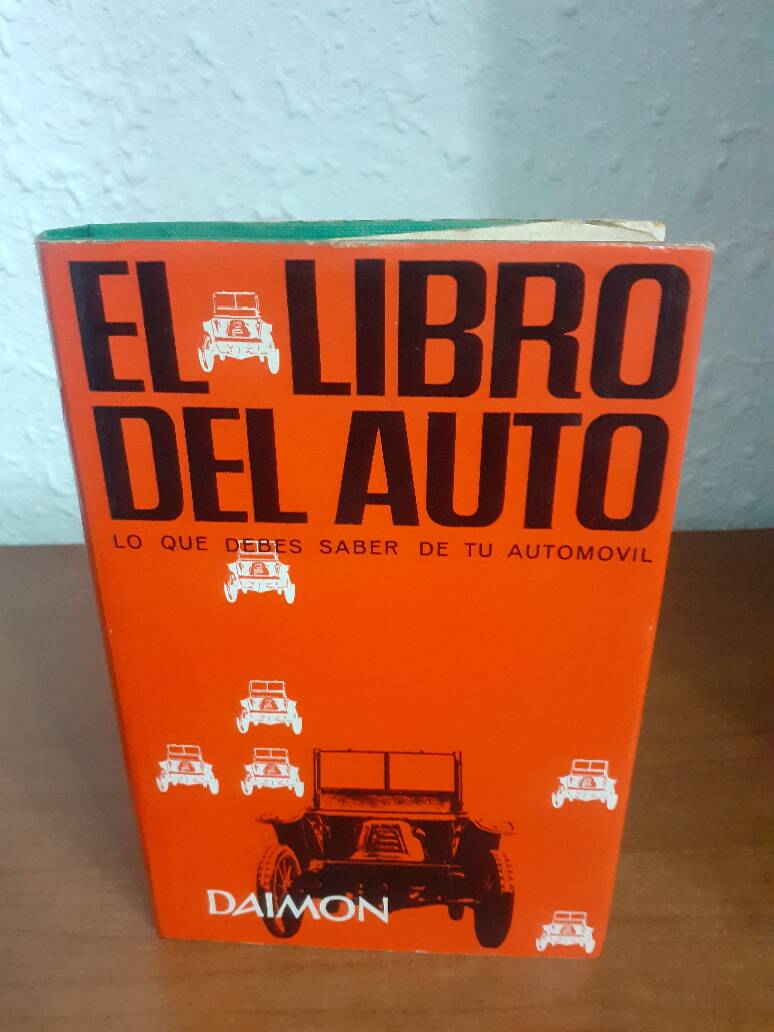 EL LIBRO
DEL AUTO
LO QUE DEBES SABER DE TU AUTOMOVIL
DAIMON